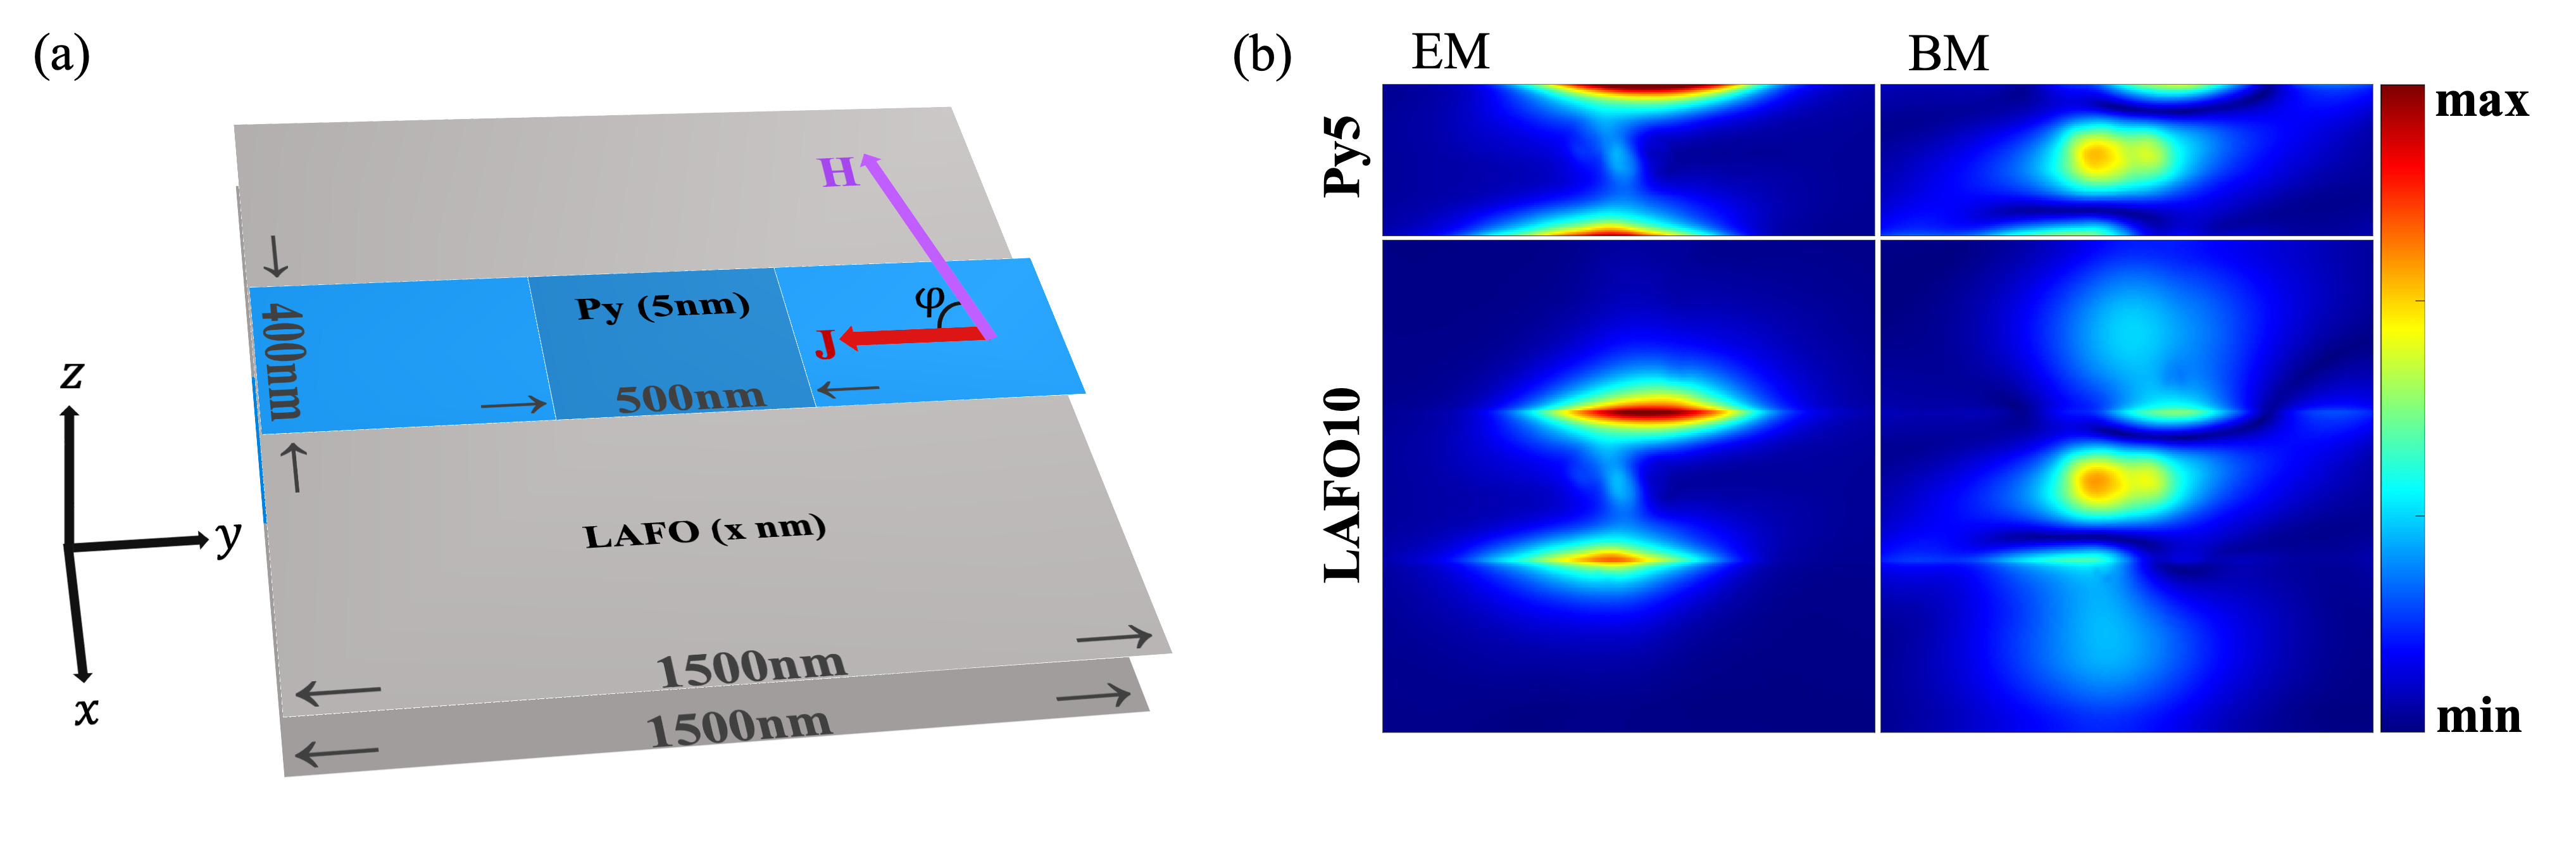 (a)
H
φ
J
Py (5nm)
400nm
500nm
LAFO (x nm)
1500nm
1500nm
z
y
x
(b)
EM
BM
Py5
LAFO10
max
min